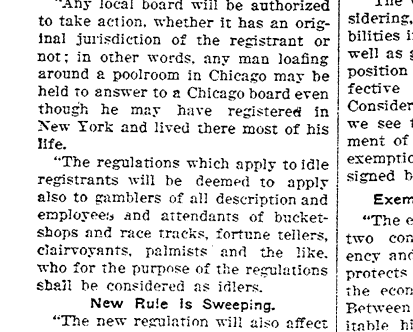 "Any local board will be authorized
to take action, whether it has an orig-
inal jurisdiction of the registrant or
not; in other words, any man loafing
around a poolroom in Chicago may be
held to answer to a Chicago board even
though he may have registered in
New York and lived there most of his
life.
"The regulations which apply to idle
registrants will be deemed to apply
also to gamblers of all description and
employees and attendants of bucket-
shops and race tracks, fortune tellers,
clairvoyants, palmists and the like,
who for the purpose of the regulations
shall be considered as idlers.
New Rule is Sweeping.
"The new regulation will also affect
sidering,
bilities i
well as
position
fective
Consider
we see t
ment of
exemptio
signed b
Exem
"The e
two con
ency and
protects
the econ
Between
itable hi